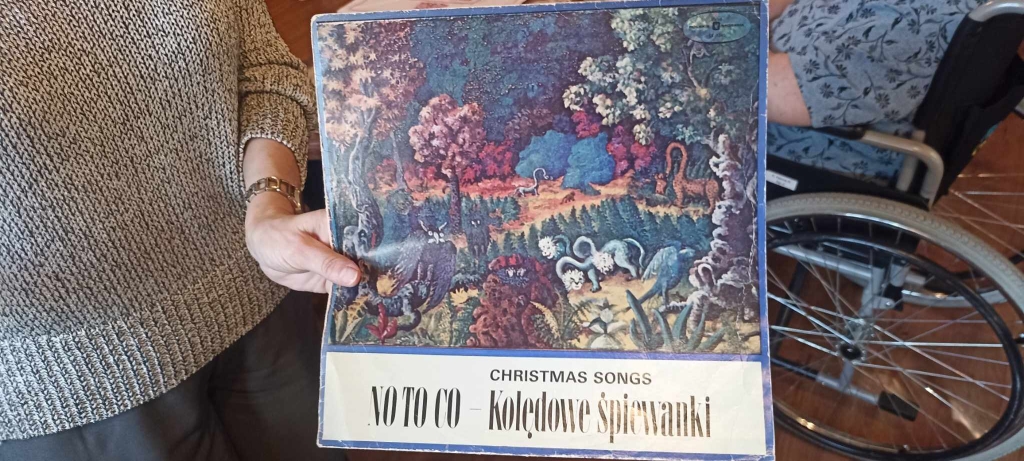 CHRISTMAS SONGS
NO TO CO – Kolędowe śpiewanki